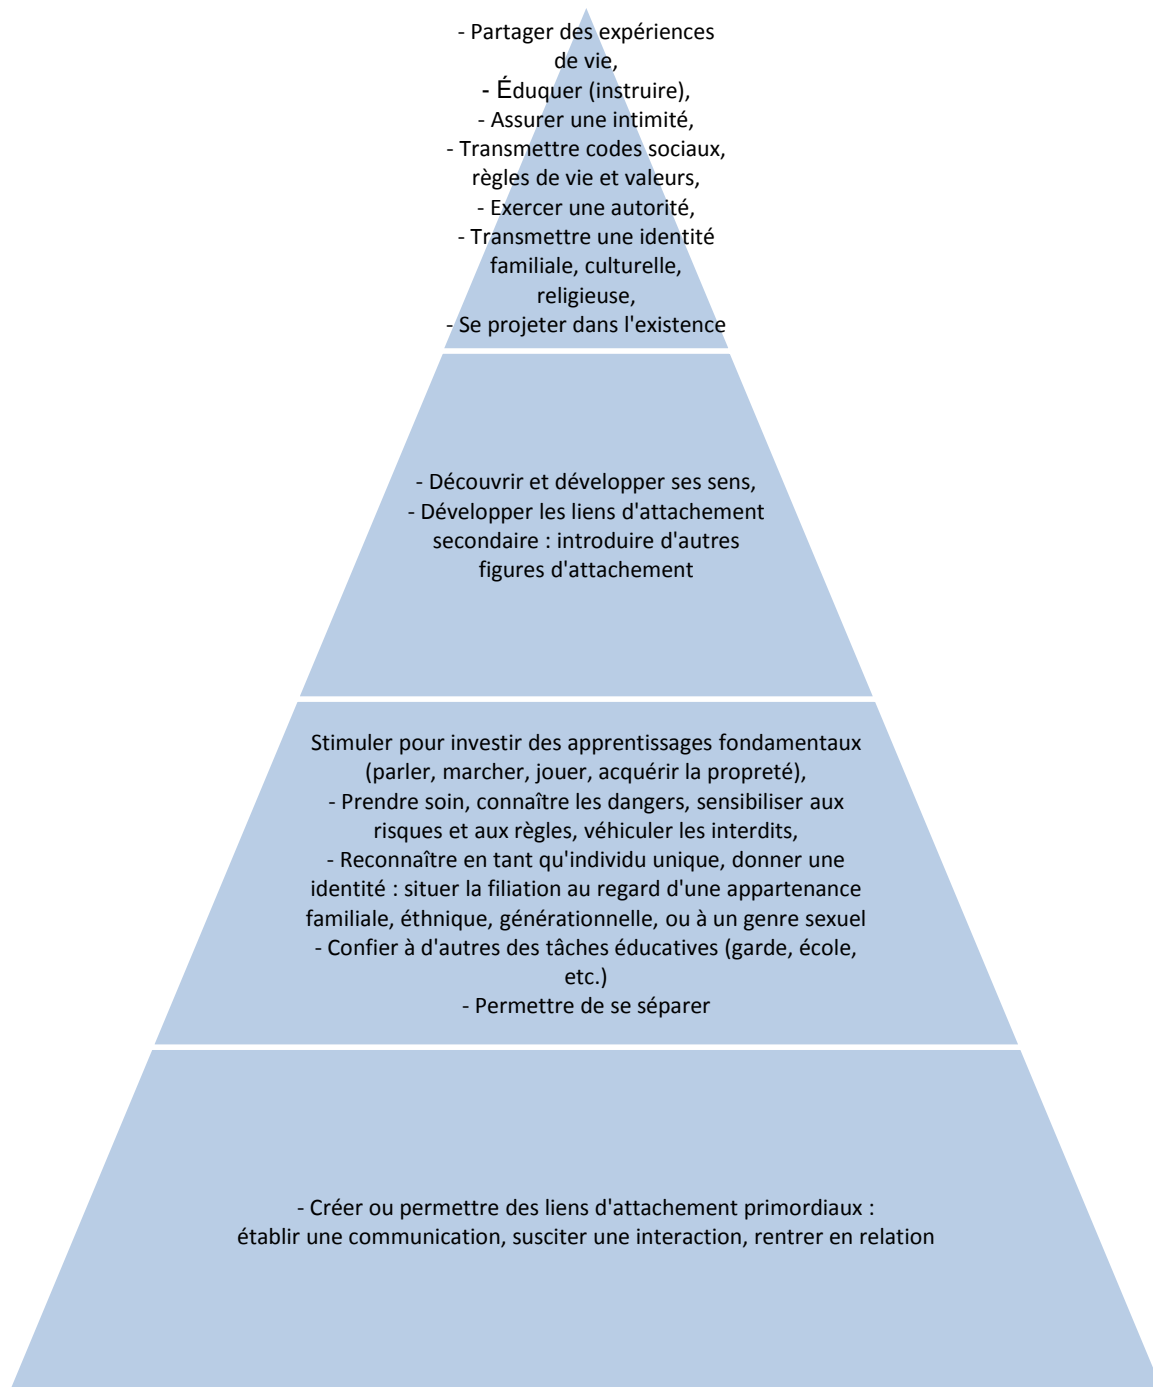 - Partager des expériences
de vie,
- Éduquer (instruire),
- Assurer une intimité,
- Transmettre codes sociaux,
règles de vie et valeurs,
- Exercer une autorité,
- Transmettre une identité
familiale, culturelle,
religieuse,
- Se projeter dans l'existence
- Découvrir et développer ses sens,
- Développer les liens d'attachement
secondaire : introduire d'autres
figures d'attachement
Stimuler pour investir des apprentissages fondamentaux
(parler, marcher, jouer, acquérir la propreté),
- Prendre soin, connaître les dangers, sensibiliser aux
risques et aux règles, véhiculer les interdits,
- Reconnaître en tant qu'individu unique, donner une
identité : situer la filiation au regard d'une appartenance
familiale, éthnique, générationnelle, ou à un genre sexuel
- Confier à d'autres des tâches éducatives (garde, école,
etc.)
- Permettre de se séparer
- Créer ou permettre des liens d'attachement primordiaux :
établir une communication, susciter une interaction, rentrer en relation